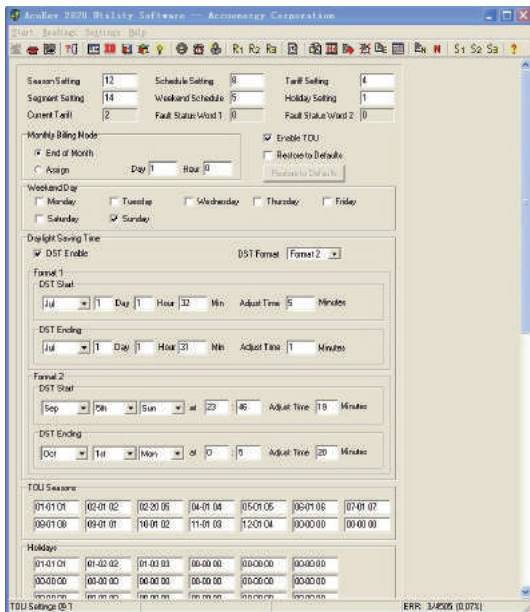 AcuRev 2020 Utility Software -- Accuenergy Corporation
Start Readings Settings Help
R1 R2 R3 S1 S2 S3 ?
Season Setting 12 Schedule Setting 8 Tariff Setting 4
Segment Setting 14 Weekend Schedule 5 Holiday Setting 1
Current Tariff 2 Fault Status Word 1 0 Fault Status Word 2 0
Monthly Billing Mode
Enable TOU
End of Month
Restore to Defaults
Assign Day 1 Hour 0
Restore to Defaults
Weekend Day
Monday Tuesday Wednesday Thursday Friday
Saturday Sunday
Daylight Saving Time
DST Enable DST Format Format 2
Format 1
DST Start
Jul 1 Day 1 Hour 32 Min Adjust Time 5 Minutes
DST Ending
Jul 1 Day 1 Hour 31 Min Adjust Time 1 Minutes
Format 2
DST Start
Sep 5th Sun at 23 : 46 Adjust Time 19 Minutes
DST Ending
Oct 1st Mon at 0 : 5 Adjust Time 20 Minutes
TOU Seasons
01-01 01 02-01 02 02-20 05 04-01 04 05-01 05 06-01 06 07-01 07
08-01 08 09-01 01 10-01 02 11-01 03 12-01 04 00-00 00 00-00 00
Holidays
01-01 01 01-02 02 01-03 03 00-00 00 00-00 00 00-00 00
00-00 00 00-00 00 00-00 00 00-00 00 00-00 00 00-00 00
TOU Settings @ 1 ERR: 3/4505 (0.07%)